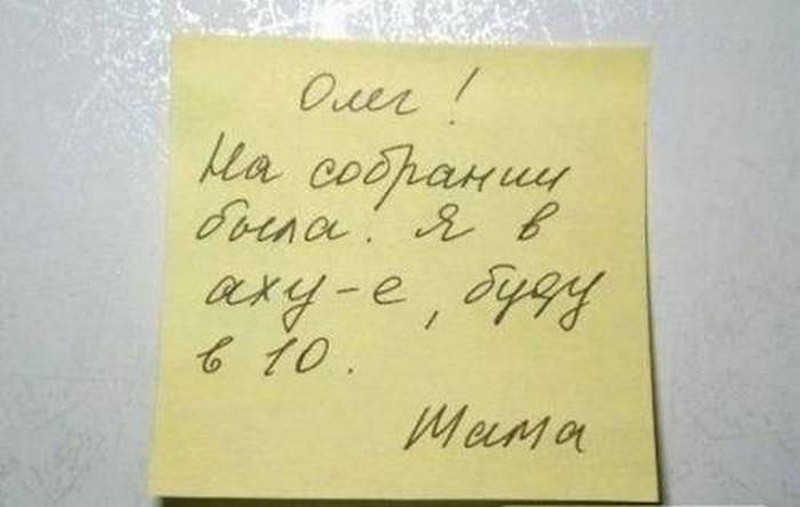 Олег!
На собрании
была. Я в
аху-е, буду
в 10.
Мама